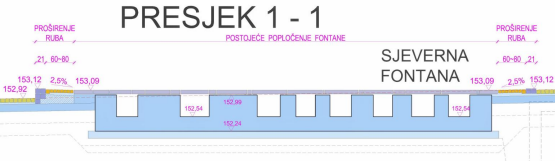 PRESJEK 1 - 1
PROŠIRENJE
RUBA
POSTOJEĆE POPLOČENJE FONTANE
PROŠIRENJE
RUBA
SJEVERNA
FONTANA
21 60-80
60-80 21
153,12
2,5%
153,09
153,09
2,5%
153,12
152,92
152,99
152,54
152,54
152,24